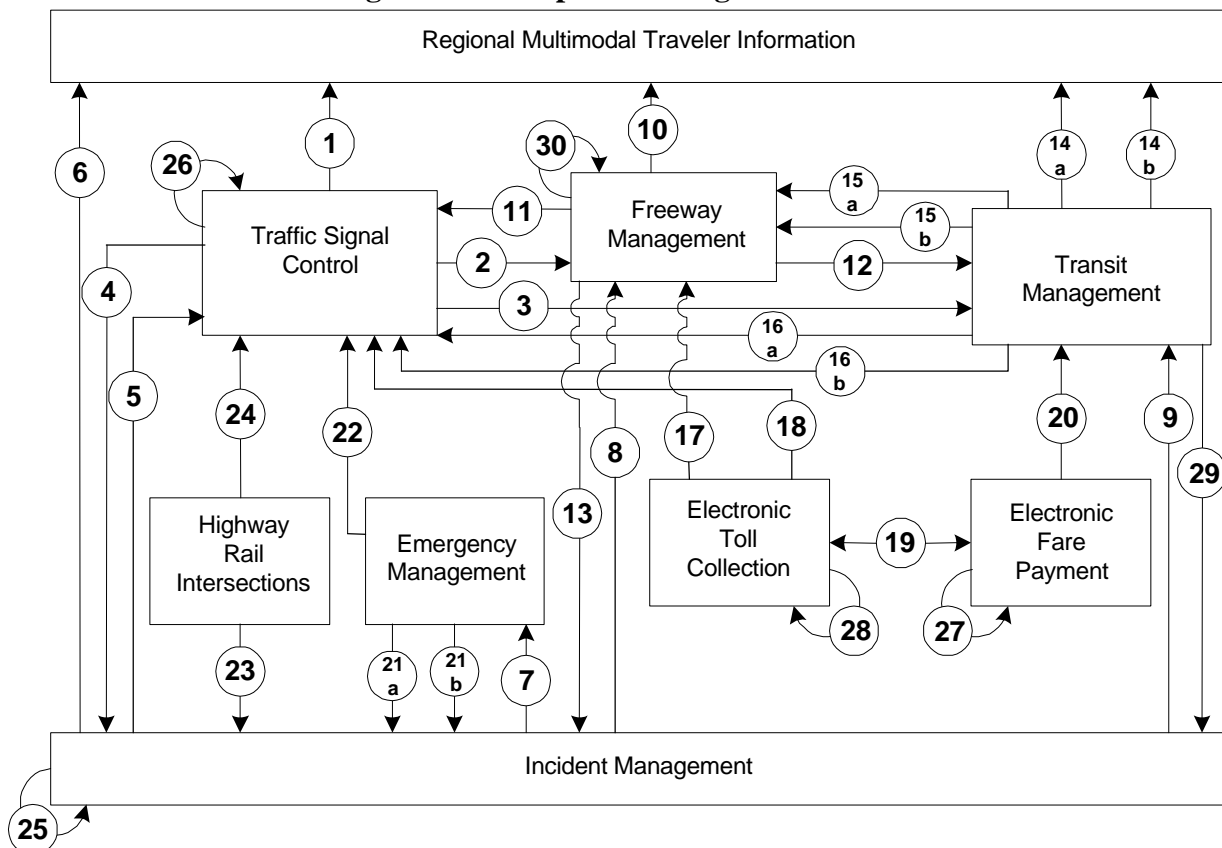 Regional Multimodal Traveler Information
6
1
10
14
a
14
b
26
30
15
a
15
b
11
Traffic Signal
Control
Freeway
Management
Transit
Management
2
12
4
3
16
a
16
b
5
24
22
8
17
18
20
9
29
13
Highway
Rail
Intersections
Emergency
Management
Electronic
Toll
Collection
19
Electronic
Fare
Payment
28
27
23
21
a
21
b
7
Incident Management
25